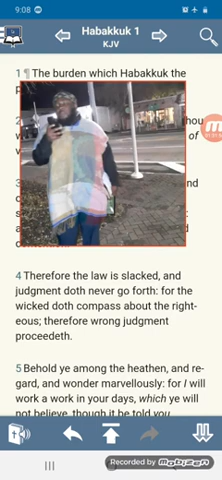 9:08
Habakkuk 1
KJV
1 ¶ The burden which Habakkuk the
p
2
thou
w
of
v
3
nd
4 Therefore the law is slacked, and
judgment doth never go forth: for the
wicked doth compass about the right-
eous; therefore wrong judgment
proceedeth.
5 Behold ye among the heathen, and re-
gard, and wonder marvellously: for I will
work a work in your days, which ye will
not believe, though it be told you.
Recorded by mobizen